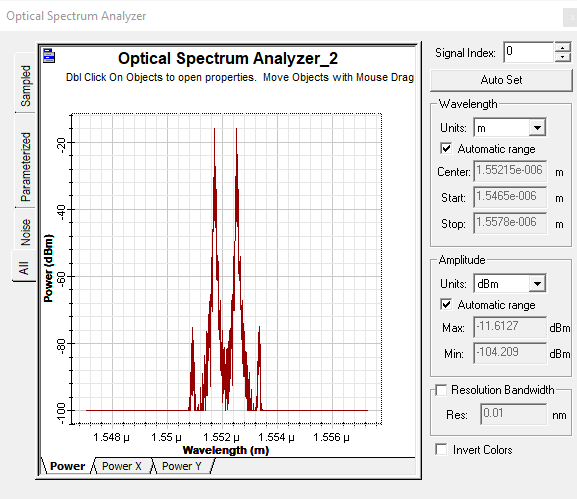 Optical Spectrum Analyzer
Optical Spectrum Analyzer_2
Dbl Click On Objects to open properties.  Move Objects with Mouse Drag
Sampled
Parameterized
Noise
All
Power (dBm)
-20
-40
-60
-80
-100
1.548 µ
1.55 µ
1.552 µ
1.554 µ
1.556 µ
Wavelength (m)
Power
Power X
Power Y
Signal Index:
0
Auto Set
Wavelength
Units:
m
Automatic range
Center:
1.55215e-006
m
Start:
1.5465e-006
m
Stop:
1.5578e-006
m
Amplitude
Units:
dBm
Automatic range
Max:
-11.6127
dBm
Min:
-104.209
dBm
Resolution Bandwidth
Res:
0.01
nm
Invert Colors